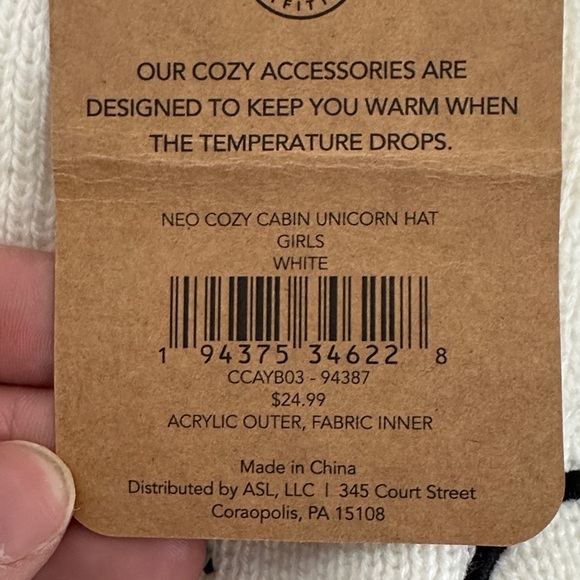 OUR COZY ACCESSORIES ARE
DESIGNED TO KEEP YOU WARM WHEN
THE TEMPERATURE DROPS.
NEO COZY CABIN UNICORN HAT
GIRLS
WHITE
1 94375 34622 8
CCAYB03 - 94387
$24.99
ACRYLIC OUTER, FABRIC INNER
Made in China
Distributed by ASL, LLC | 345 Court Street
Coraopolis, PA 15108